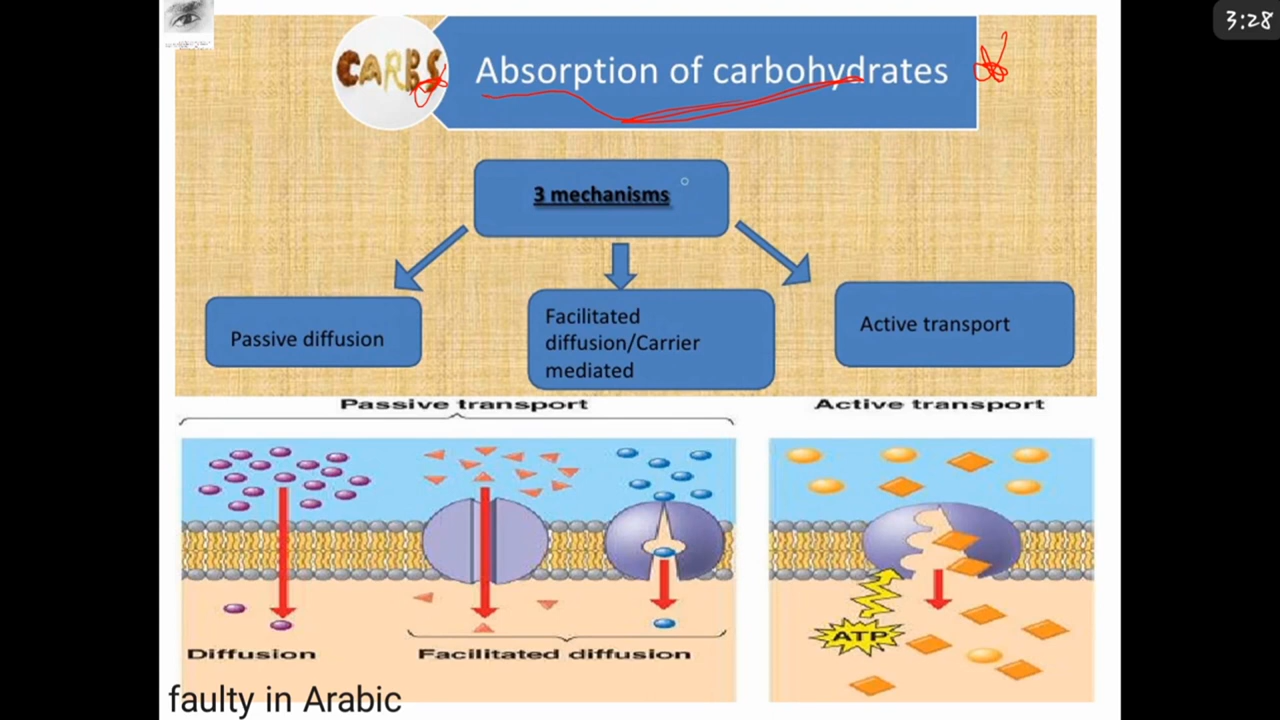 3:28
CARBS
Absorption of carbohydrates
3 mechanisms
Passive diffusion
Facilitated
diffusion/Carrier
mediated
Active transport
Passive transport
Active transport
ATP
Diffusion
Facilitated diffusion
faulty in Arabic